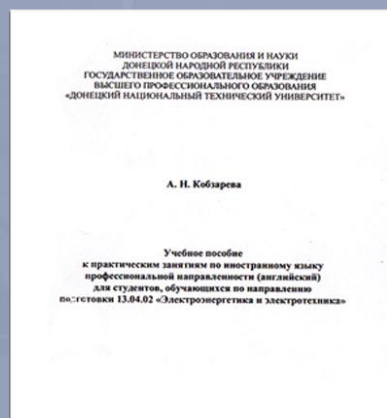 МИНИСТЕРСТВО ОБРАЗОВАНИЯ И НАУКИ
ДОНЕЦКОЙ НАРОДНОЙ РЕСПУБЛИКИ
ГОСУДАРСТВЕННОЕ ОБРАЗОВАТЕЛЬНОЕ УЧРЕЖДЕНИЕ
ВЫСШЕГО ПРОФЕССИОНАЛЬНОГО ОБРАЗОВАНИЯ
«ДОНЕЦКИЙ НАЦИОНАЛЬНЫЙ ТЕХНИЧЕСКИЙ УНИВЕРСИТЕТ»
А. Н. Кобзарева
Учебное пособие
к практическим занятиям по иностранному языку
профессиональной направленности (английский)
для студентов, обучающихся по направлению
подготовки 13.04.02 «Электроэнергетика и электротехника»